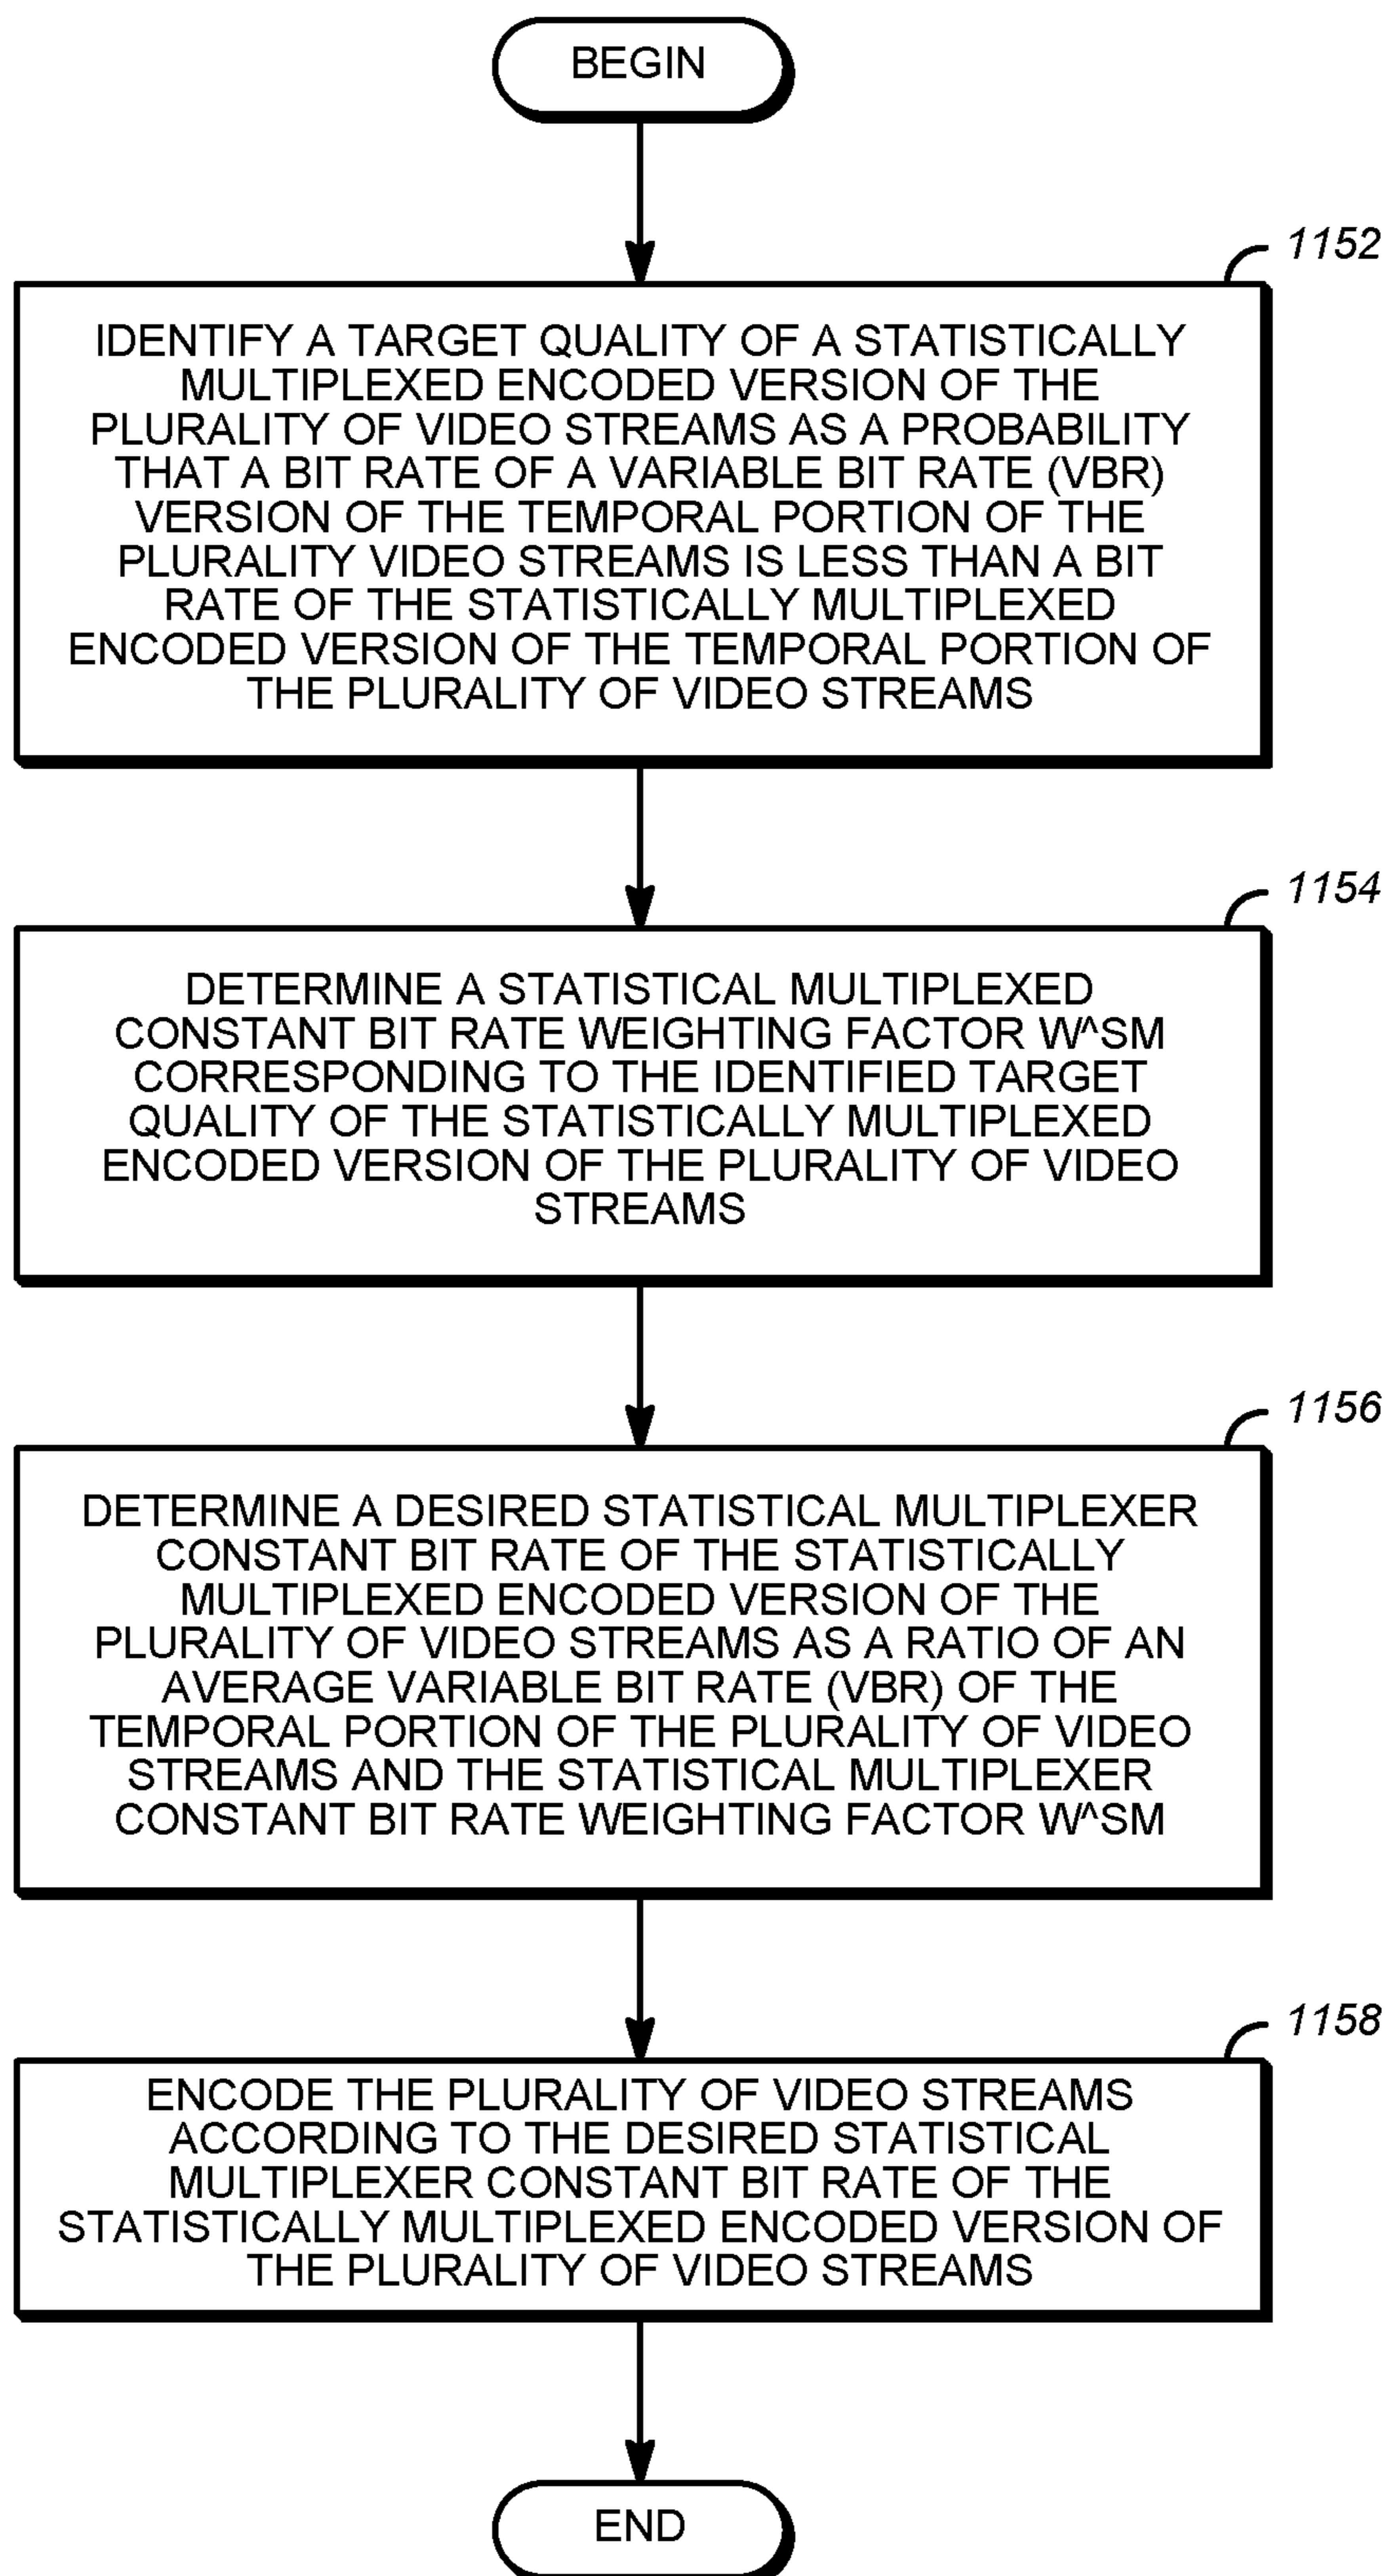 BEGIN
1152
IDENTIFY A TARGET QUALITY OF A STATISTICALLY
MULTIPLEXED ENCODED VERSION OF THE
PLURALITY OF VIDEO STREAMS AS A PROBABILITY
THAT A BIT RATE OF A VARIABLE BIT RATE (VBR)
VERSION OF THE TEMPORAL PORTION OF THE
PLURALITY VIDEO STREAMS IS LESS THAN A BIT
RATE OF THE STATISTICALLY MULTIPLEXED
ENCODED VERSION OF THE TEMPORAL PORTION OF
THE PLURALITY OF VIDEO STREAMS
1154
DETERMINE A STATISTICAL MULTIPLEXED
CONSTANT BIT RATE WEIGHTING FACTOR W^SM
CORRESPONDING TO THE IDENTIFIED TARGET
QUALITY OF THE STATISTICALLY MULTIPLEXED
ENCODED VERSION OF THE PLURALITY OF VIDEO
STREAMS
1156
DETERMINE A DESIRED STATISTICAL MULTIPLEXER
CONSTANT BIT RATE OF THE STATISTICALLY
MULTIPLEXED ENCODED VERSION OF THE
PLURALITY OF VIDEO STREAMS AS A RATIO OF AN
AVERAGE VARIABLE BIT RATE (VBR) OF THE
TEMPORAL PORTION OF THE PLURALITY OF VIDEO
STREAMS AND THE STATISTICAL MULTIPLEXER
CONSTANT BIT RATE WEIGHTING FACTOR W^SM
1158
ENCODE THE PLURALITY OF VIDEO STREAMS
ACCORDING TO THE DESIRED STATISTICAL
MULTIPLEXER CONSTANT BIT RATE OF THE
STATISTICALLY MULTIPLEXED ENCODED VERSION OF
THE PLURALITY OF VIDEO STREAMS
END